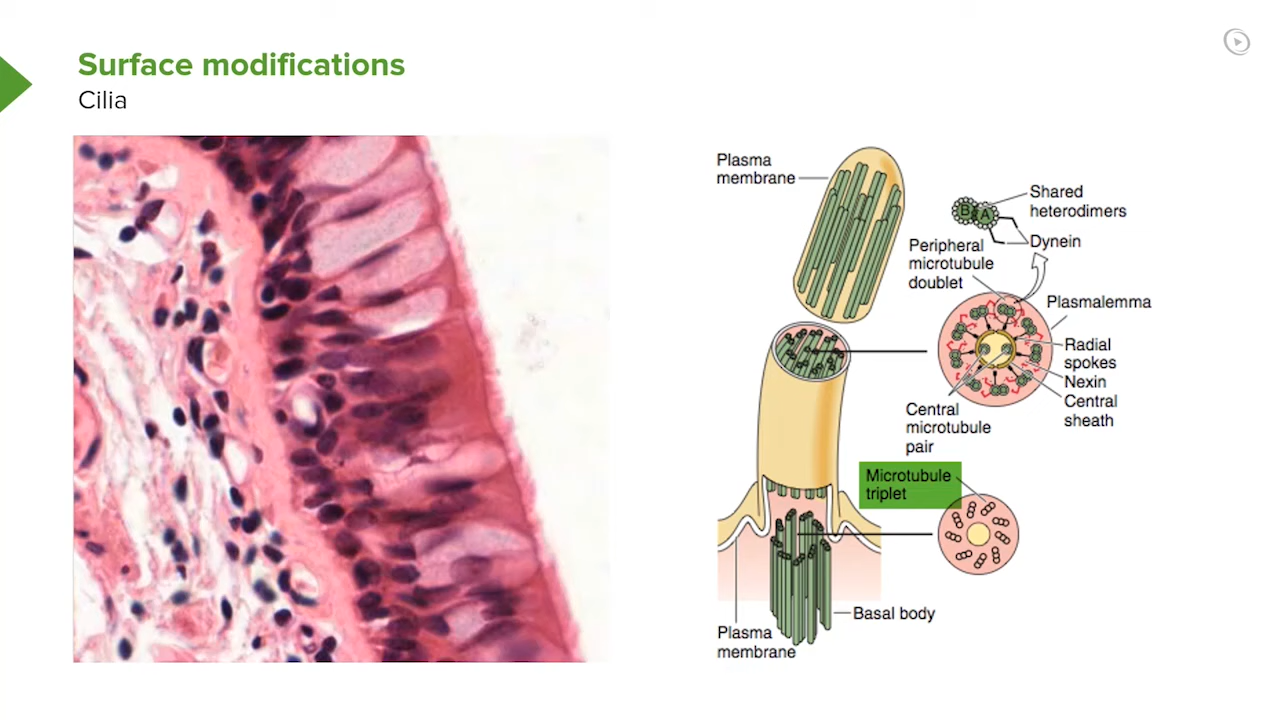 Surface modifications
Cilia
Plasma
membrane
Shared
heterodimers
B A
Dynein
Peripheral
microtubule
doublet
Plasmalemma
Radial
spokes
Nexin
Central
sheath
Central
microtubule
pair
Microtubule
triplet
Basal body
Plasma
membrane